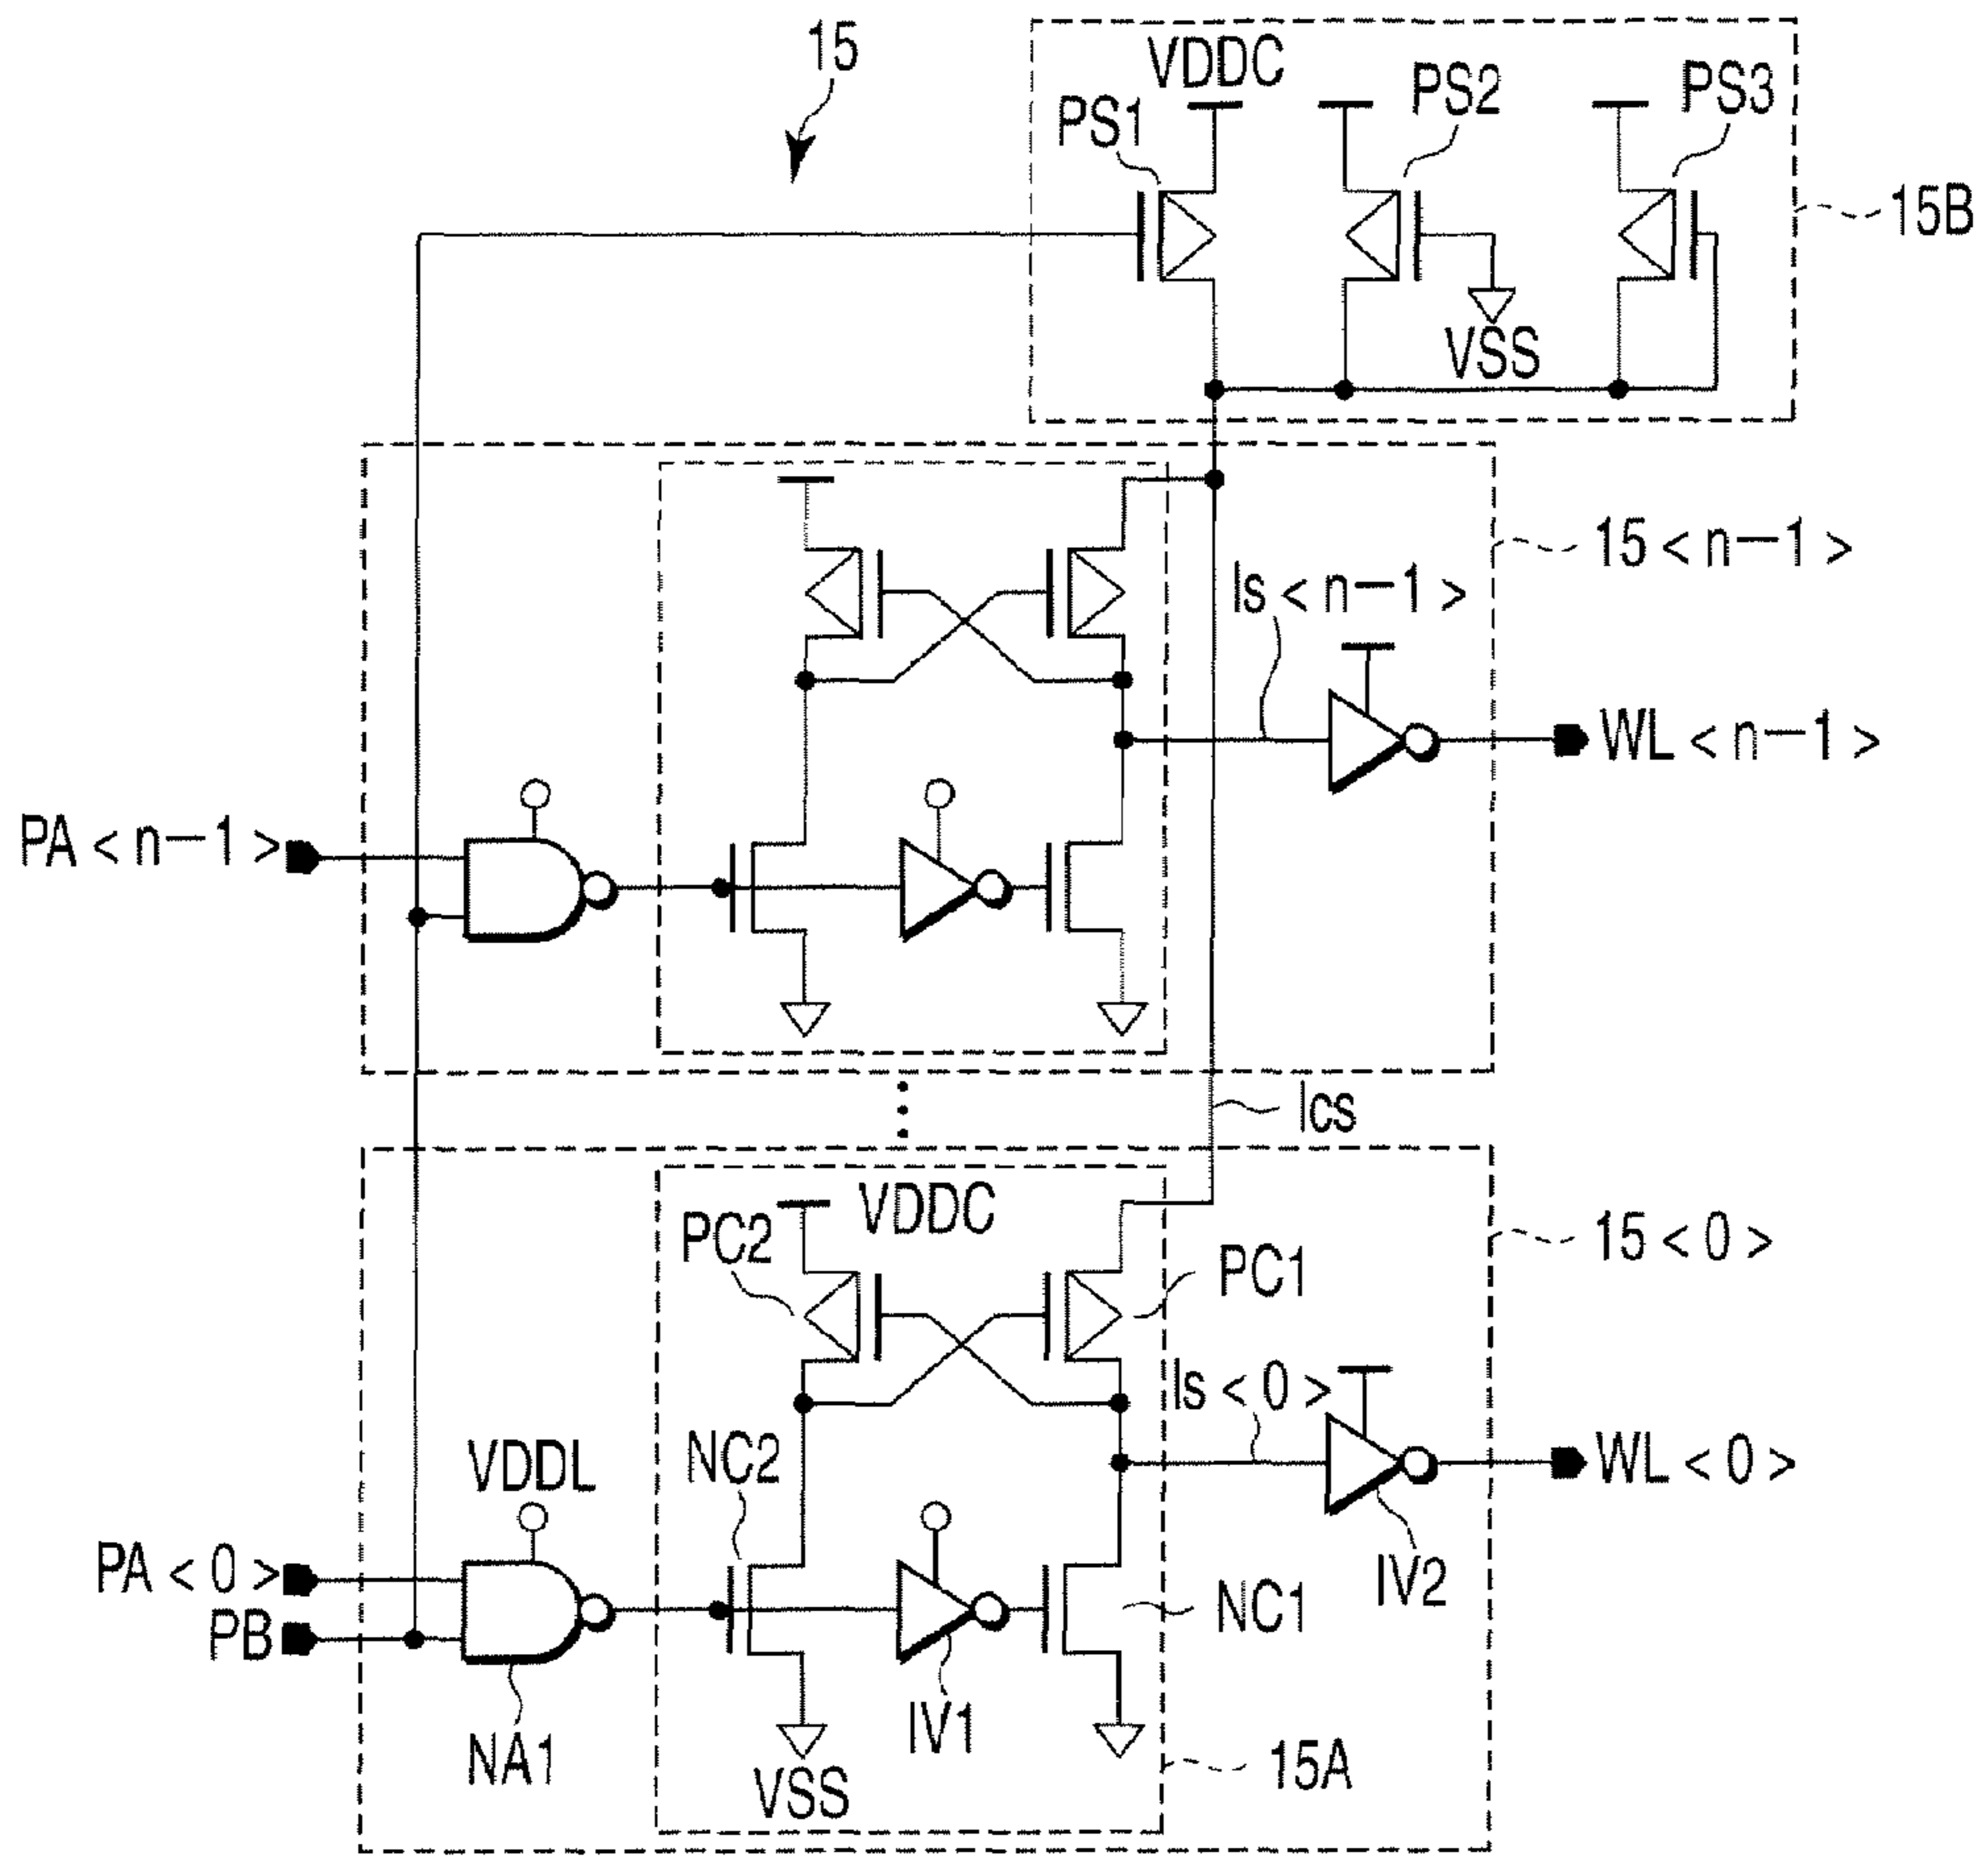 15
VDDC
PS1
PS2
PS3
15B
VSS
15<n-1>
Is<n-1>
WL<n-1>
PA<n-1>
Ics
VDDC
PC2
PC1
15<0>
Is<0>
NC2
VDDL
WL<0>
PA<0>
PB
IV2
NC1
NA1
IV1
VSS
15A